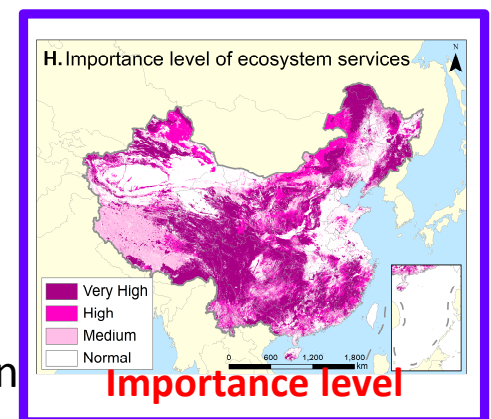 H. Importance level of ecosystem services
N
Very High
High
Medium
Normal
0 600 1,200 1,800
km
n
Importance level